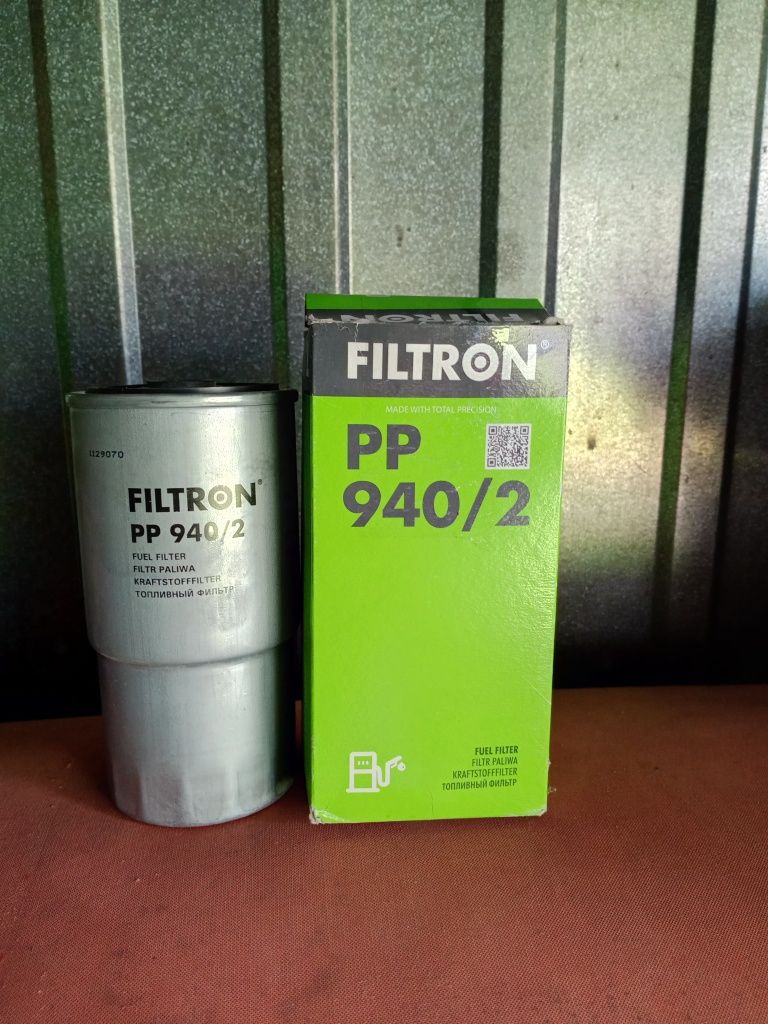 1129070
FILTRON®
PP 940/2
FUEL FILTER
FILTR PALIWA
KRAFTSTOFFFILTER
ТОПЛИВНЫЙ ФИЛЬТР
FILTRON
FILTRON®
MADE WITH TOTAL PRECISION
PP
940/2
FUEL FILTER
FILTR PALIWA
KRAFTSTOFFFILTER
ТОПЛИВНЫЙ ФИЛЬТР